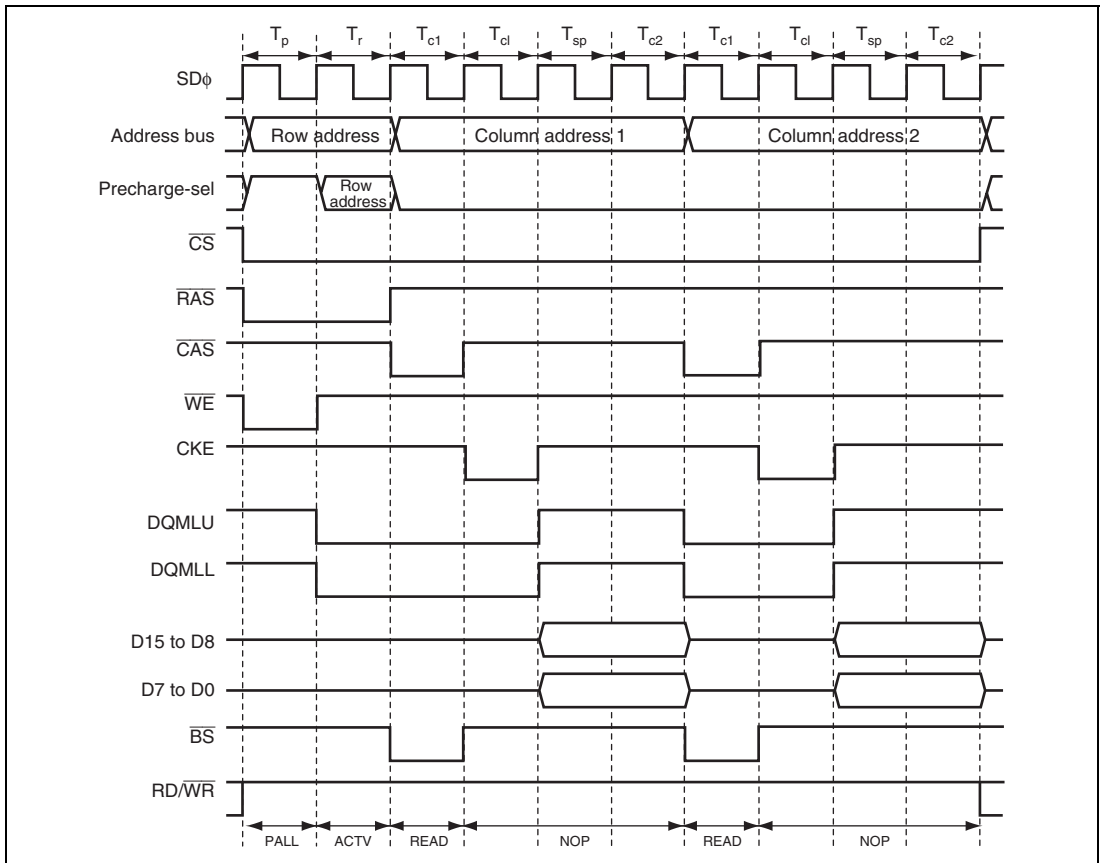 Tp Tr Tc1 Tcl Tsp Tc2 Tc1 Tcl Tsp Tc2
SDϕ
Address bus Row address Column address 1 Column address 2
Precharge-sel Row address
CS
RAS
CAS
WE
CKE
DQMLU
DQMLL
D15 to D8
D7 to D0
BS
RD/WR
PALL ACTV READ NOP READ NOP